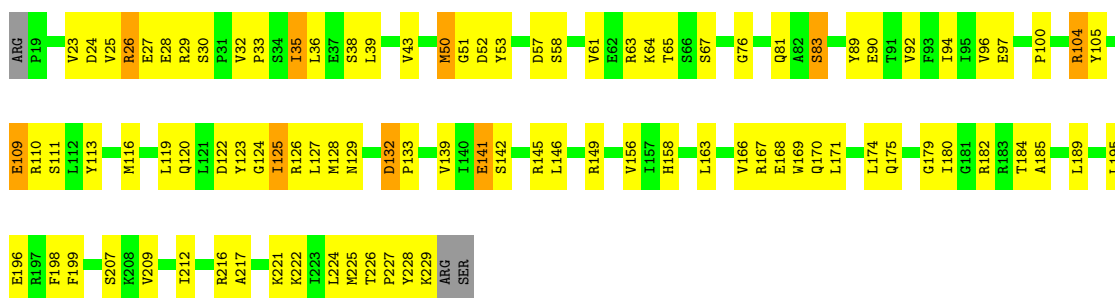 ARG P19 V23 D24 V25 R26 E27 E28 R29 S30 P31 V32 P33 S34 I35 L36 E37 S38 L39 V43 M50 G51 D52 Y53 D57 S58 V61 E62 R63 K64 T65 S66 S67 G76 Q81 A82 S83 Y89 E90 T91 V92 F93 I94 I95 V96 E97 P100 R104 Y105
E109 R110 S111 L112 Y113 M116 L119 Q120 L121 D122 Y123 G124 I125 R126 L127 M128 N129 D132 P133 V139 I140 E141 S142 R145 L146 R149 V156 I157 H158 L163 V166 R167 E168 W169 Q170 L171 L174 Q175 G179 I180 G181 R182 R183 T184 A185 L189 L195
E196 R197 F198 F199 S207 K208 V209 I212 R216 A217 K221 K222 I223 L224 M225 T226 P227 Y228 K229 ARG SER